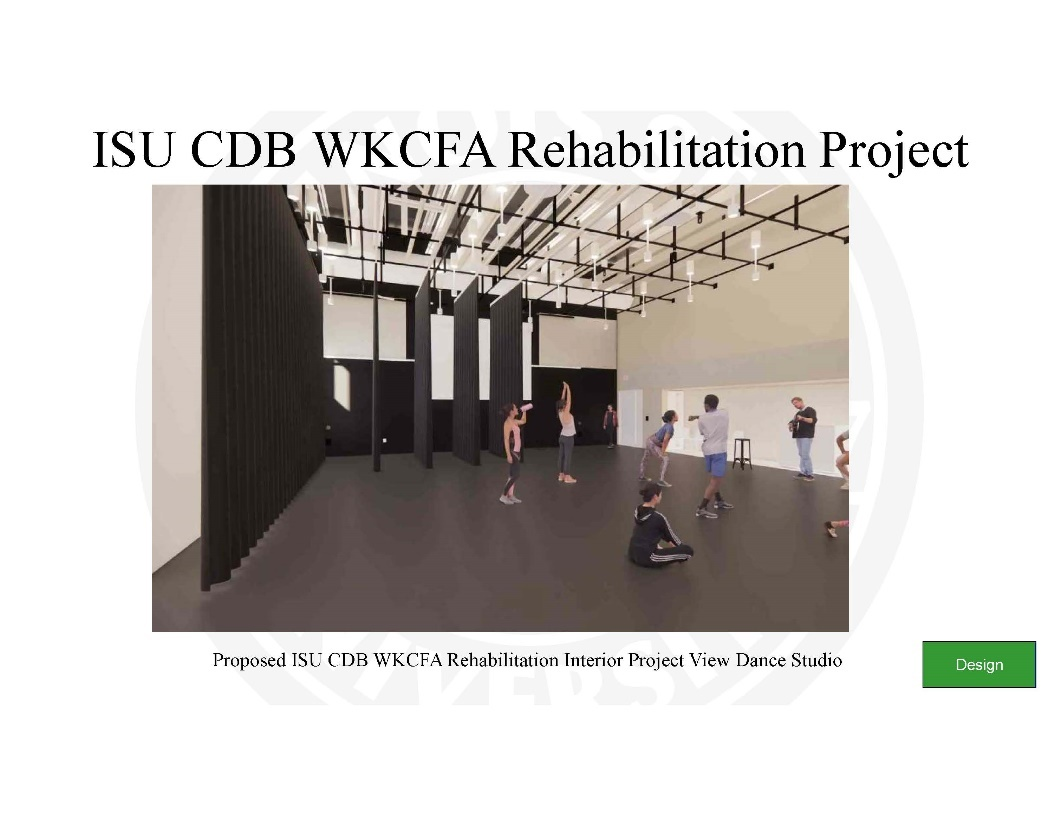 ISU CDB WKCFA Rehabilitation Project
Proposed ISU CDB WKCFA Rehabilitation Interior Project View Dance Studio
Design